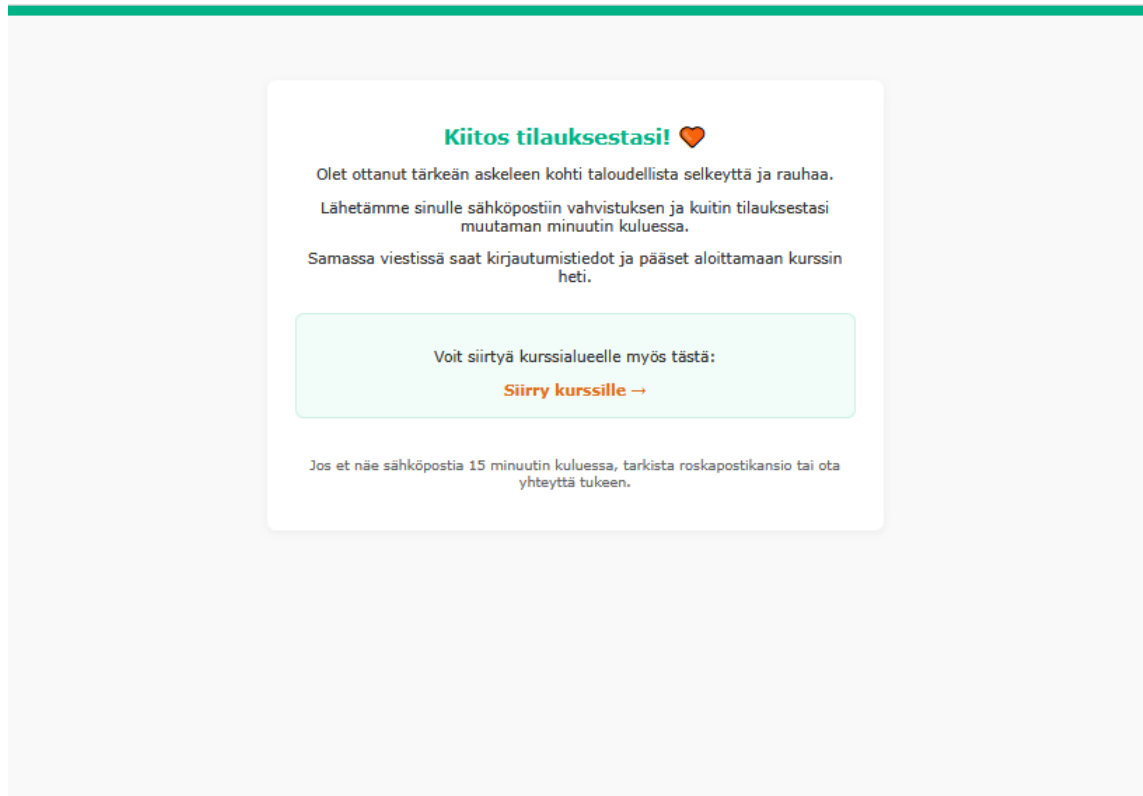 Kiitos tilauksestasi! 🧡
Olet ottanut tärkeän askeleen kohti taloudellista selkeyttä ja rauhaa.
Lähetämme sinulle sähköpostiin vahvistuksen ja kuitin tilauksestasi
muutaman minuutin kuluessa.
Samassa viestissä saat kirjautumistiedot ja pääset aloittamaan kurssin
heti.
Voit siirtyä kurssialueelle myös tästä:
Siirry kurssille →
Jos et näe sähköpostia 15 minuutin kuluessa, tarkista roskapostikansio tai ota
yhteyttä tukeen.